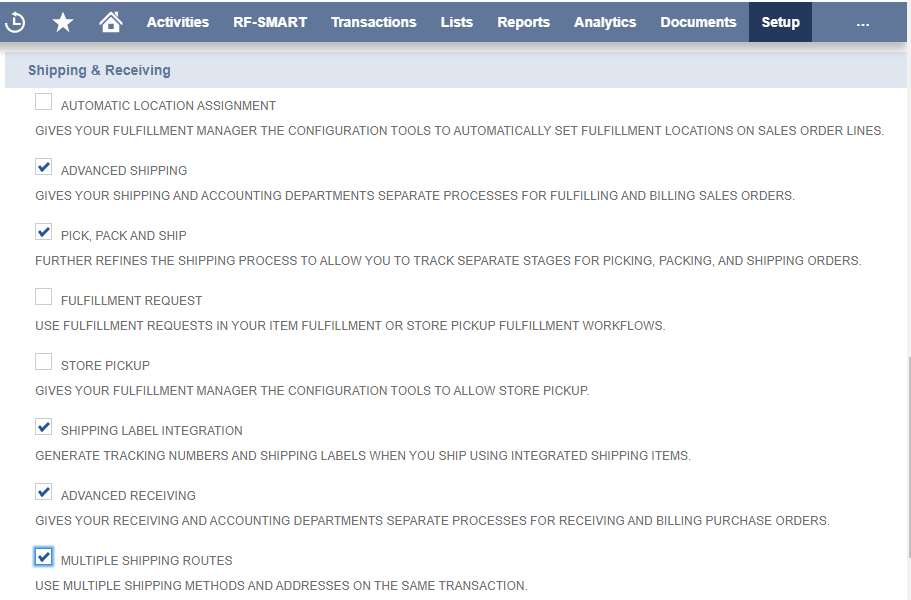 Activities RF-SMART Transactions Lists Reports Analytics Documents Setup ...
Shipping & Receiving
AUTOMATIC LOCATION ASSIGNMENT
GIVES YOUR FULFILLMENT MANAGER THE CONFIGURATION TOOLS TO AUTOMATICALLY SET FULFILLMENT LOCATIONS ON SALES ORDER LINES.
ADVANCED SHIPPING
GIVES YOUR SHIPPING AND ACCOUNTING DEPARTMENTS SEPARATE PROCESSES FOR FULFILLING AND BILLING SALES ORDERS.
PICK, PACK AND SHIP
FURTHER REFINES THE SHIPPING PROCESS TO ALLOW YOU TO TRACK SEPARATE STAGES FOR PICKING, PACKING, AND SHIPPING ORDERS.
FULFILLMENT REQUEST
USE FULFILLMENT REQUESTS IN YOUR ITEM FULFILLMENT OR STORE PICKUP FULFILLMENT WORKFLOWS.
STORE PICKUP
GIVES YOUR FULFILLMENT MANAGER THE CONFIGURATION TOOLS TO ALLOW STORE PICKUP.
SHIPPING LABEL INTEGRATION
GENERATE TRACKING NUMBERS AND SHIPPING LABELS WHEN YOU SHIP USING INTEGRATED SHIPPING ITEMS.
ADVANCED RECEIVING
GIVES YOUR RECEIVING AND ACCOUNTING DEPARTMENTS SEPARATE PROCESSES FOR RECEIVING AND BILLING PURCHASE ORDERS.
MULTIPLE SHIPPING ROUTES
USE MULTIPLE SHIPPING METHODS AND ADDRESSES ON THE SAME TRANSACTION.